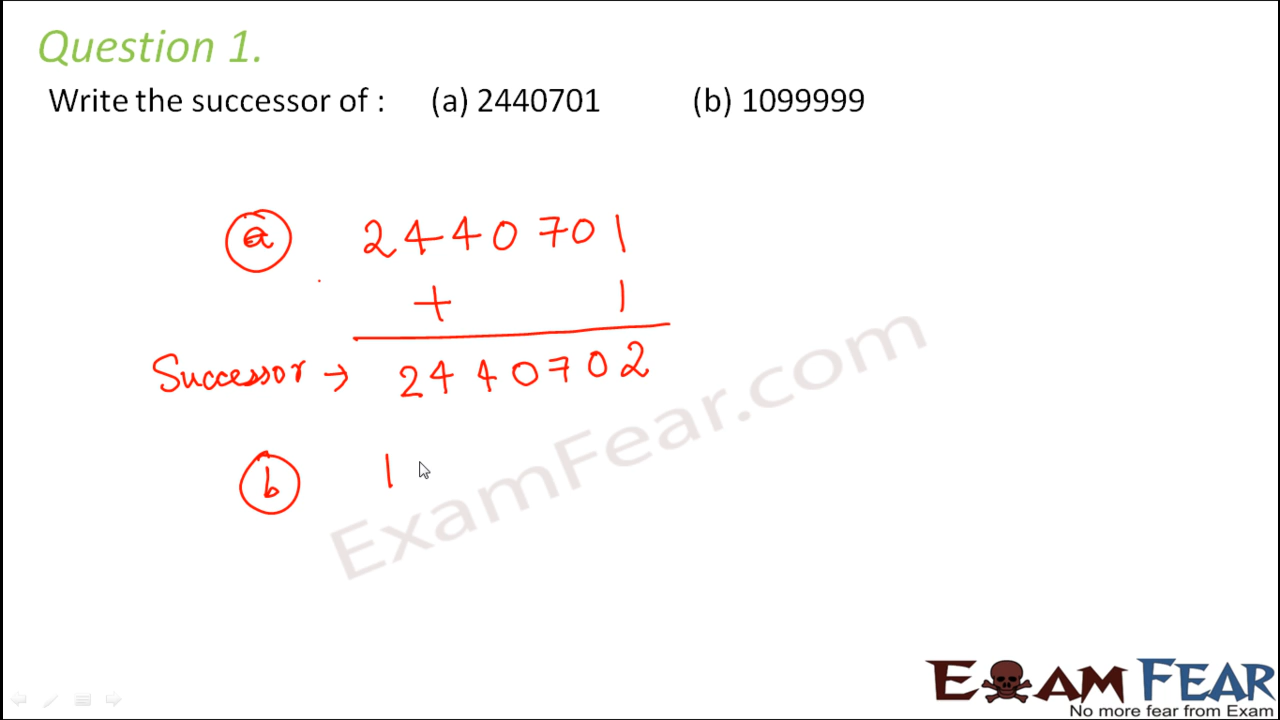 Question 1.
Write the successor of : (a) 2440701 (b) 1099999
a 2440701
+ 1
Successor → 2440702
b 1
ExamFear.com
EXAM FEAR
No more fear from Exam